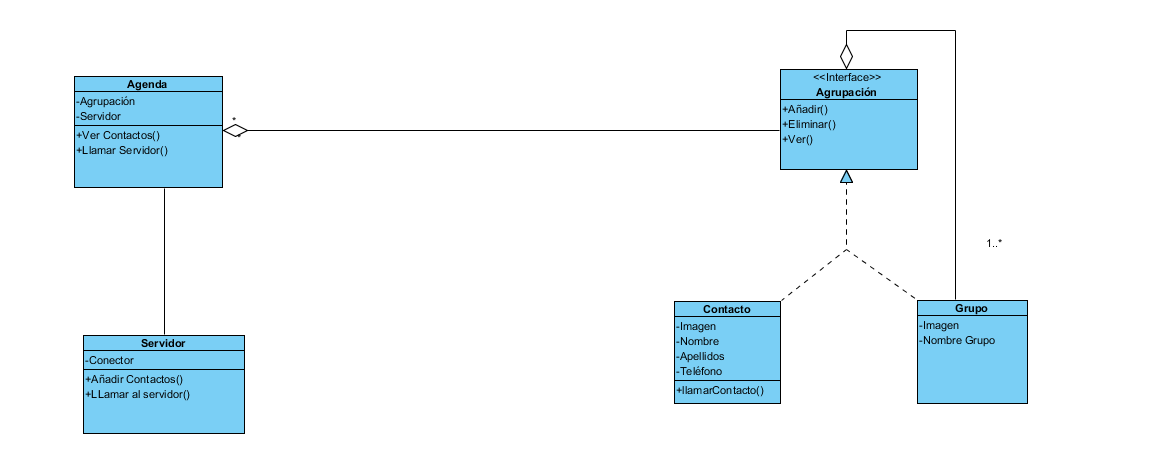 Agenda
-Agrupación
-Servidor
+Ver Contactos()
+Llamar Servidor()
*
*
<<Interface>>
Agrupación
+Añadir()
+Eliminar()
+Ver()
1..*
Servidor
-Conector
+Añadir Contactos()
+LLamar al servidor()
Contacto
-Imagen
-Nombre
-Apellidos
-Teléfono
+llamarContacto()
Grupo
-Imagen
-Nombre Grupo